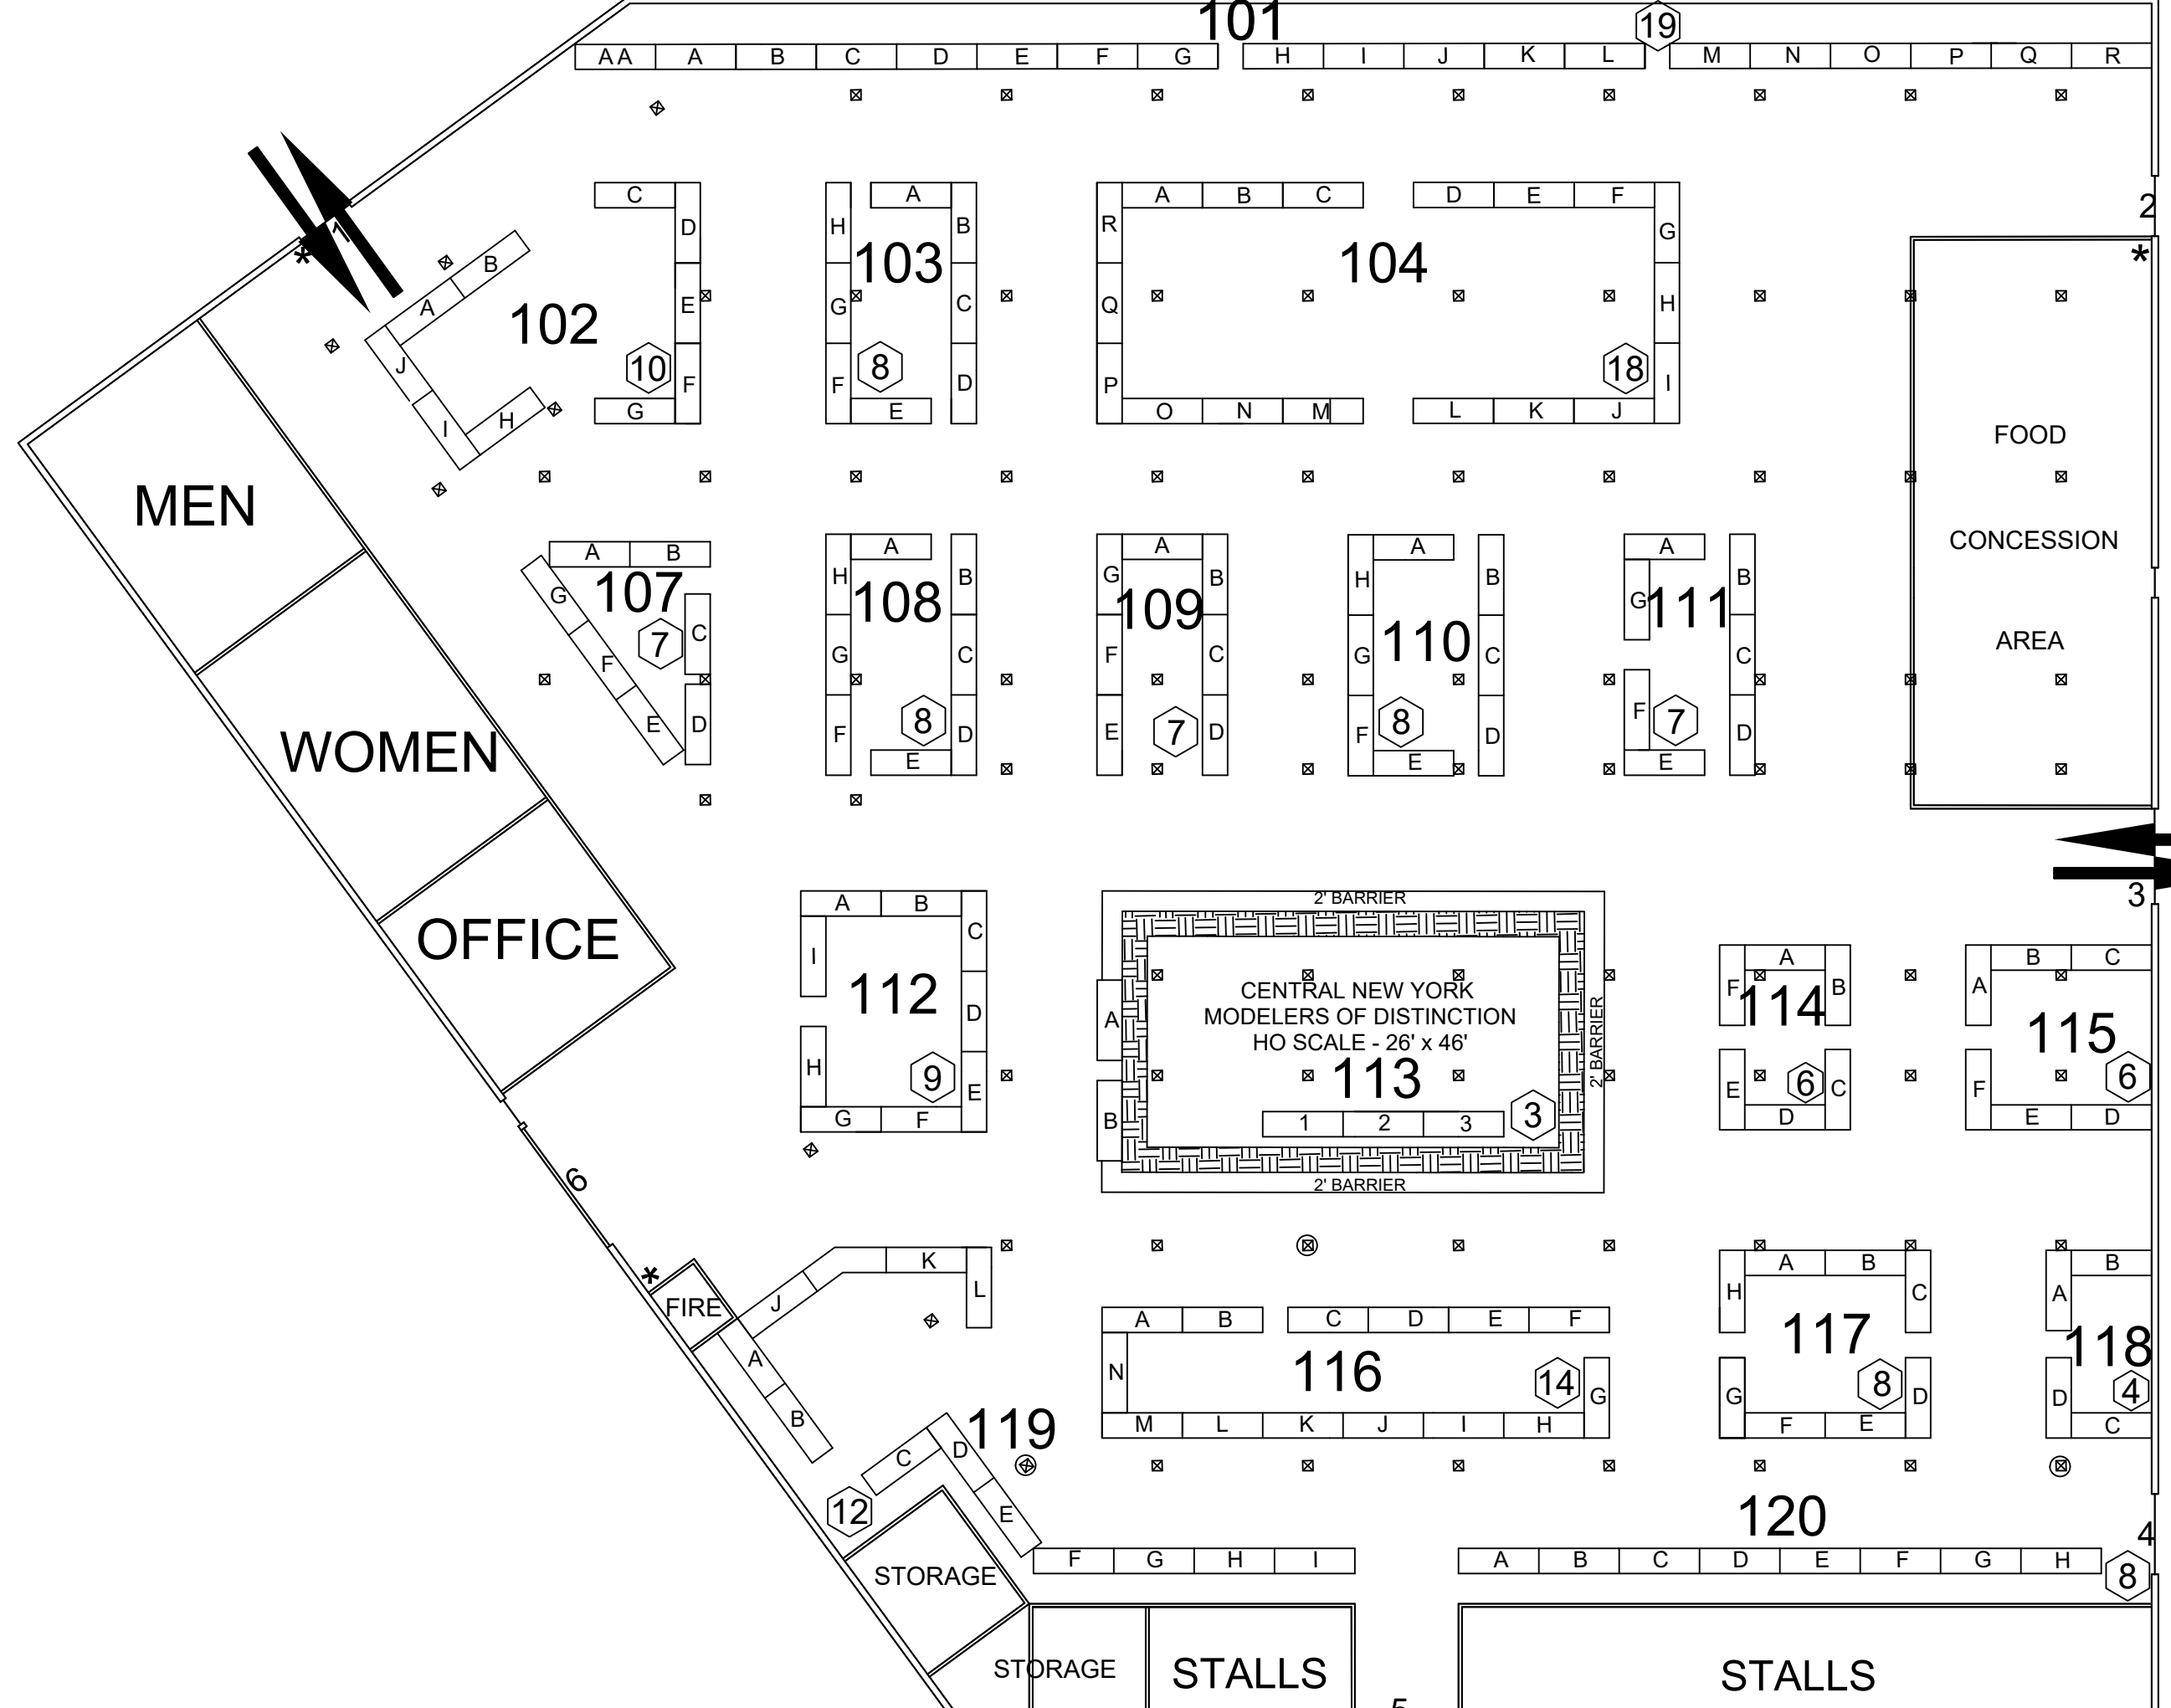 101
19
AA A B C D E F G H I J K L M N O P Q R
1
*
2
*
A B C D E F G H I J
102
10
A B C D E F G H
103
8
A B C D E F G H I J K L M N O P Q R
104
18
FOOD
CONCESSION
AREA
MEN
WOMEN
OFFICE
A B C D E F G
107
7
A B C D E F G H
108
8
A B C D E F G
109
7
A B C D E F G H
110
8
A B C D E F G
111
7
3
A B C D E F G H I
112
9
2' BARRIER
CENTRAL NEW YORK
MODELERS OF DISTINCTION
HO SCALE - 26' x 46'
113
1 2 3
3
A
B
2' BARRIER
2' BARRIER
A B C D E F
114
6
A B C D E F
115
6
6
*
FIRE
A B C D E F G H I J K L
119
12
A B C D E F G H I J K L M N
116
14
A B C D E F G H
117
8
A B C D
118
4
120
4
A B C D E F G H
8
STORAGE
STORAGE
STALLS
STALLS